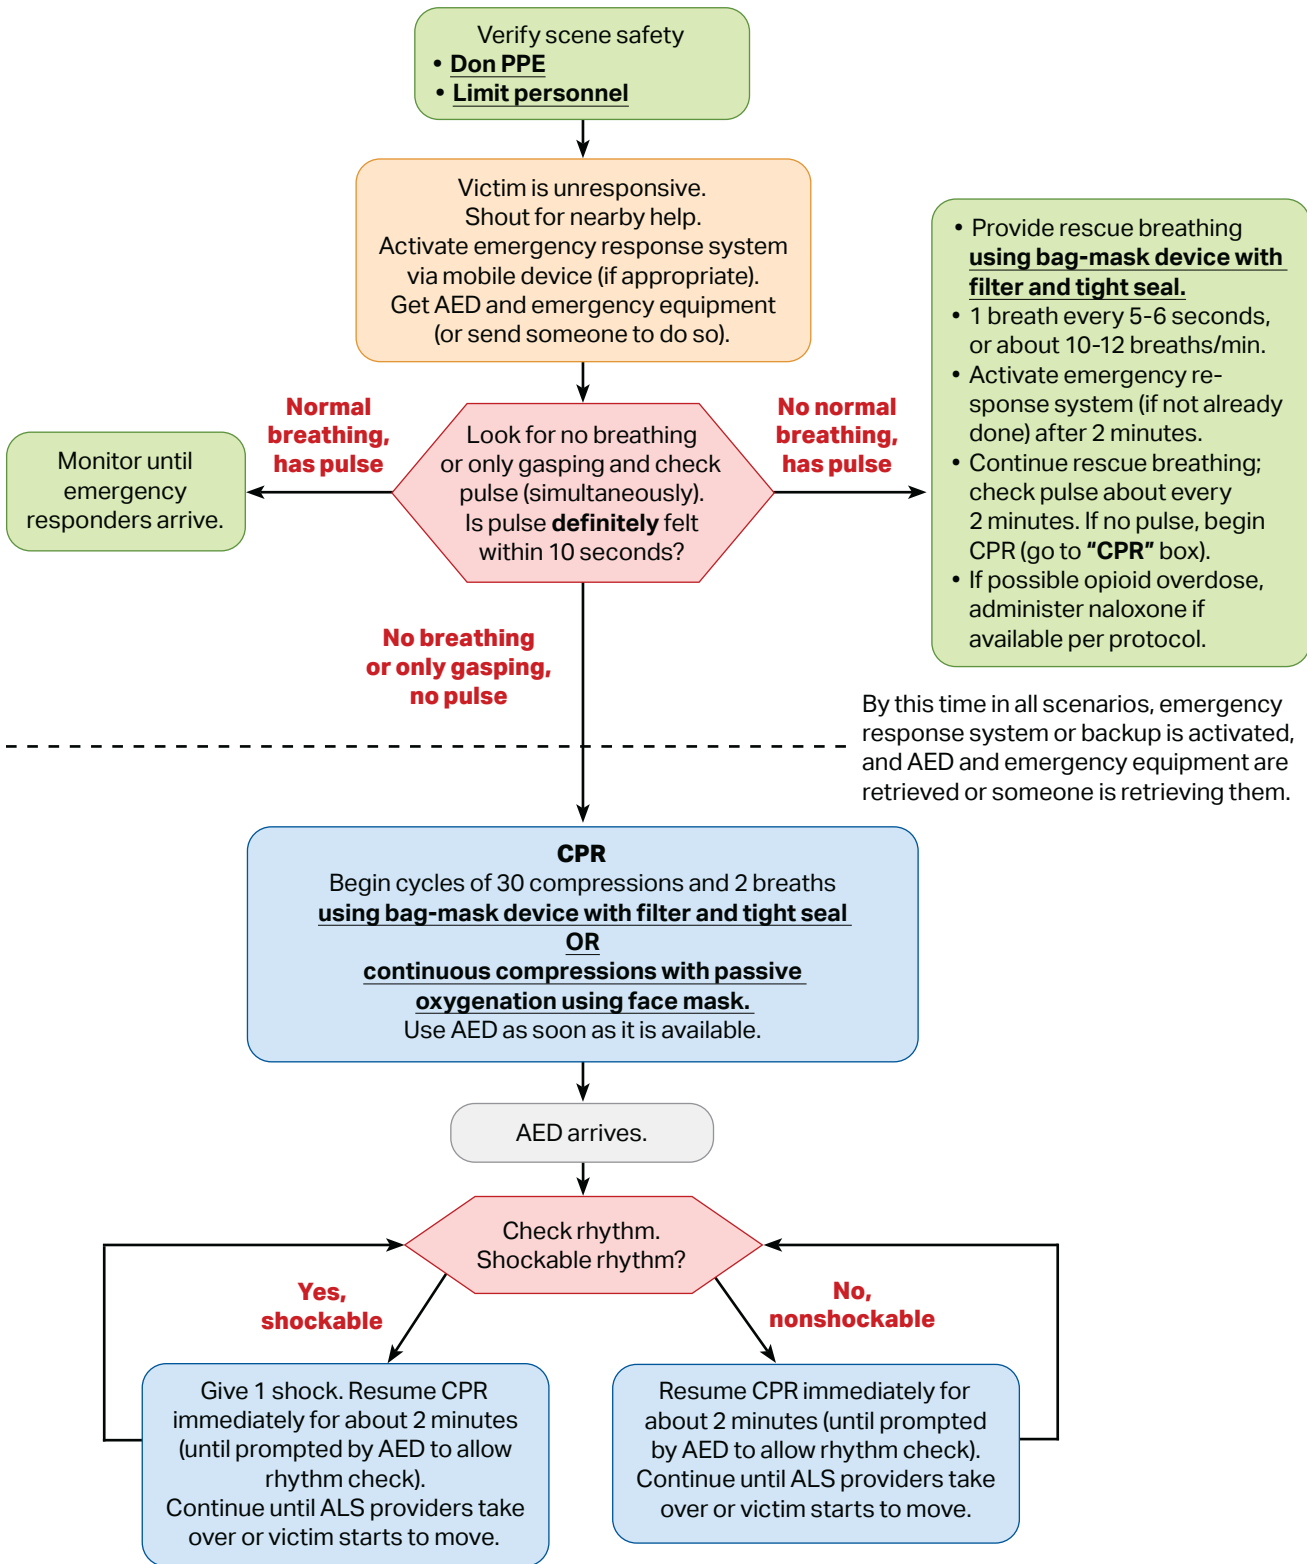 Verify scene safety
• Don PPE
• Limit personnel
Victim is unresponsive.
Shout for nearby help.
Activate emergency response system
via mobile device (if appropriate).
Get AED and emergency equipment
(or send someone to do so).
Normal
breathing,
has pulse
Monitor until
emergency
responders arrive.
Look for no breathing
or only gasping and check
pulse (simultaneously).
Is pulse definitely felt
within 10 seconds?
No normal
breathing,
has pulse
• Provide rescue breathing
using bag-mask device with
filter and tight seal.
• 1 breath every 5-6 seconds,
or about 10-12 breaths/min.
• Activate emergency re-
sponse system (if not already
done) after 2 minutes.
• Continue rescue breathing;
check pulse about every
2 minutes. If no pulse, begin
CPR (go to “CPR” box).
• If possible opioid overdose,
administer naloxone if
available per protocol.
No breathing
or only gasping,
no pulse
By this time in all scenarios, emergency
response system or backup is activated,
and AED and emergency equipment are
retrieved or someone is retrieving them.
CPR
Begin cycles of 30 compressions and 2 breaths
using bag-mask device with filter and tight seal
OR
continuous compressions with passive
oxygenation using face mask.
Use AED as soon as it is available.
AED arrives.
Check rhythm.
Shockable rhythm?
Yes,
shockable
No,
nonshockable
Give 1 shock. Resume CPR
immediately for about 2 minutes
(until prompted by AED to allow
rhythm check).
Continue until ALS providers take
over or victim starts to move.
Resume CPR immediately for
about 2 minutes (until prompted
by AED to allow rhythm check).
Continue until ALS providers take
over or victim starts to move.